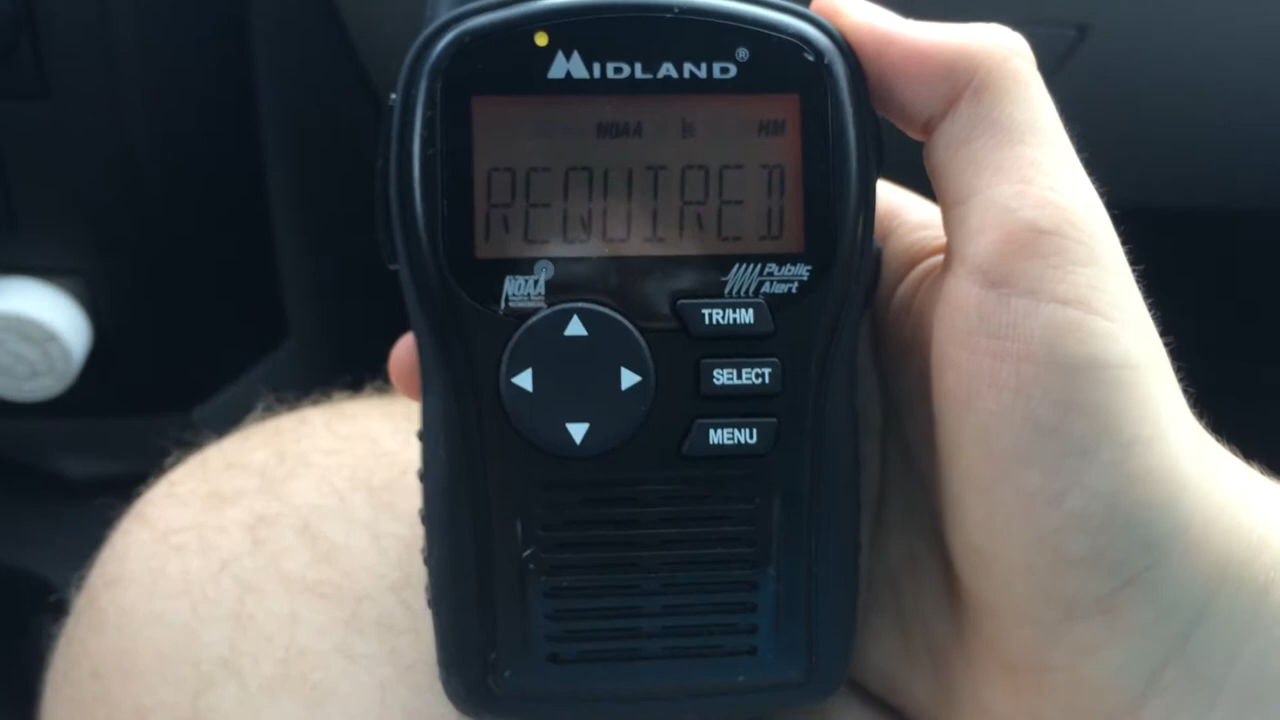 MIDLAND®
NOAA HM
REQUIRED
NOAA
Public
Alert
TR/HM
SELECT
MENU